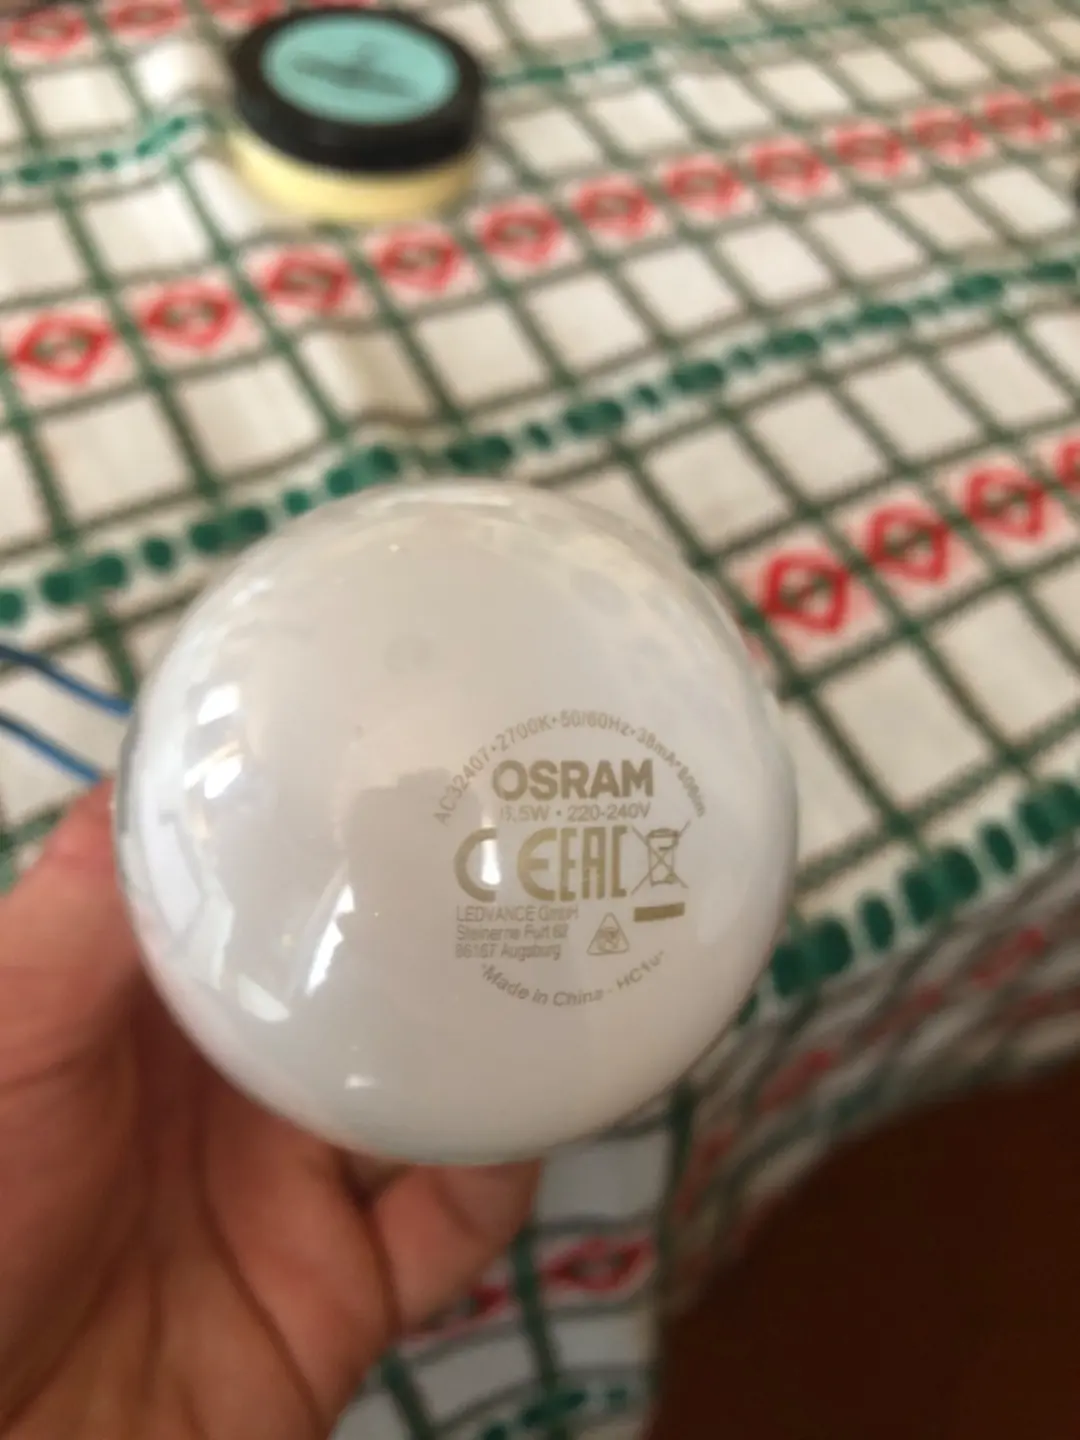 AC32407 • 2700K • 50/60Hz • 38mA • 806lm
OSRAM
8.5W • 220-240V
CE EAC
LEDVANCE GmbH
Steinerne Furt 62
86167 Augsburg
Made in China -